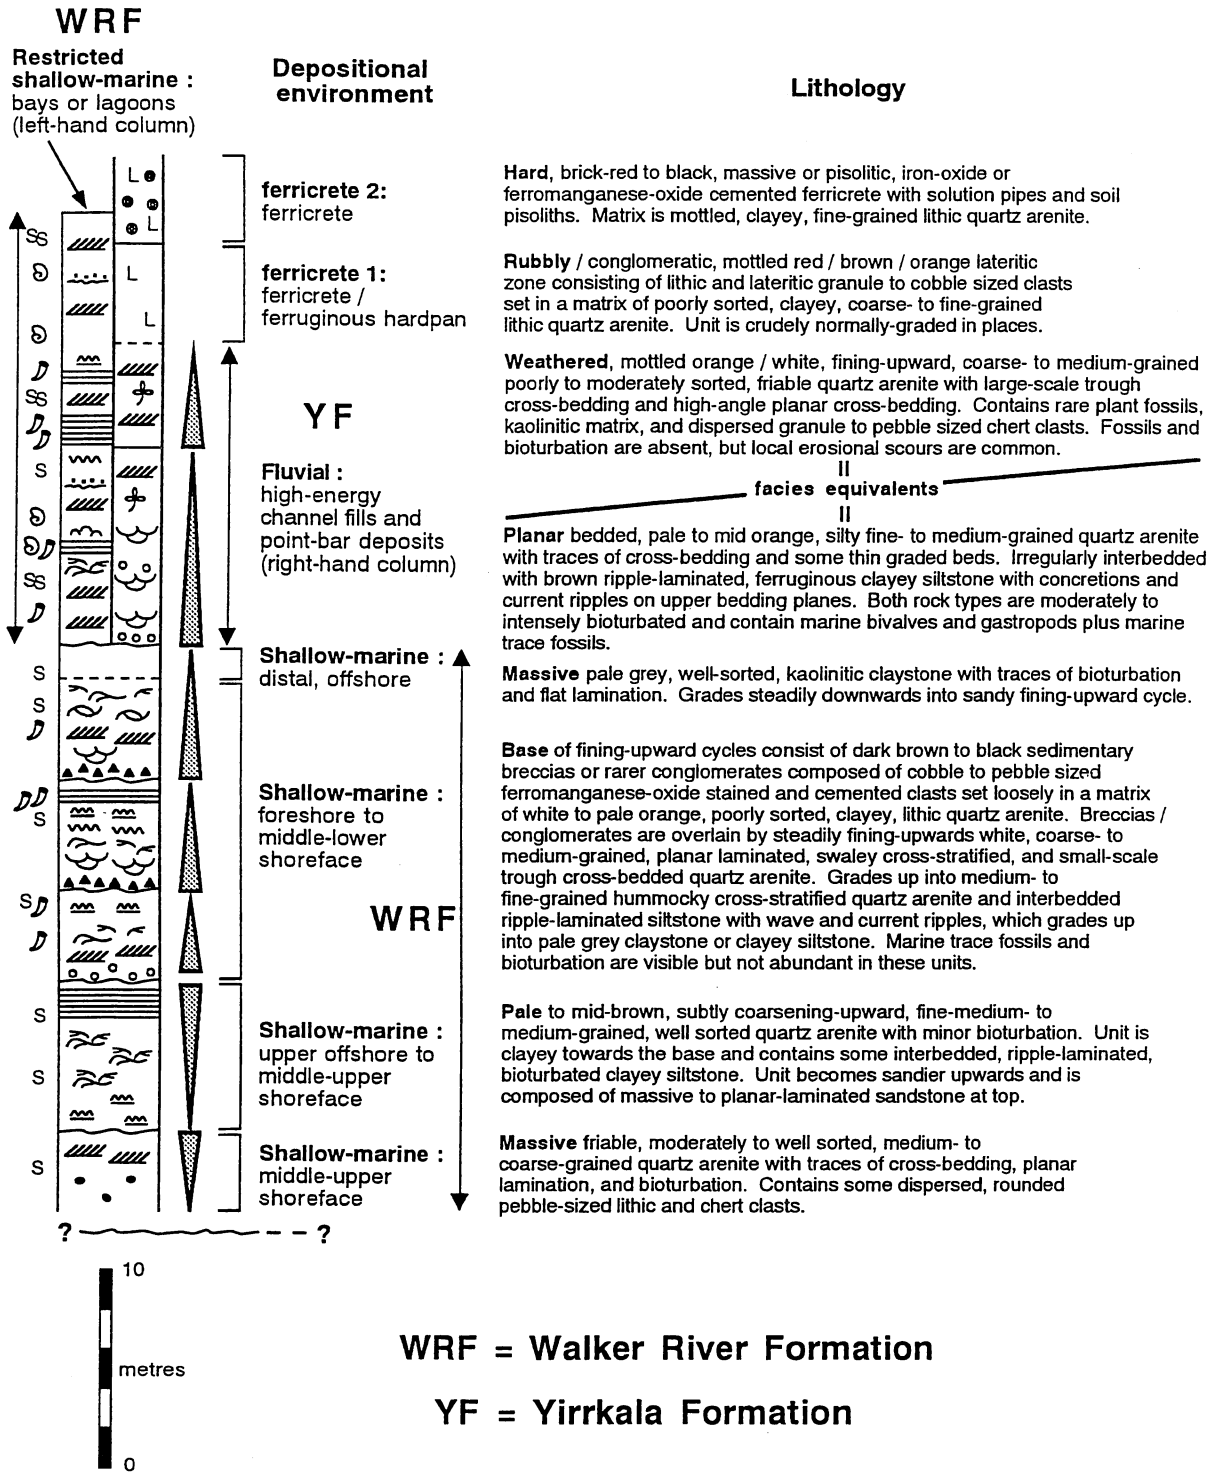 WRF
Restricted
shallow-marine :
bays or lagoons
(left-hand column)
Depositional
environment
Lithology
ferricrete 2:
ferricrete
Hard, brick-red to black, massive or pisolitic, iron-oxide or
ferromanganese-oxide cemented ferricrete with solution pipes and soil
pisoliths. Matrix is mottled, clayey, fine-grained lithic quartz arenite.
L
L
ferricrete 1:
ferricrete /
ferruginous hardpan
Rubbly / conglomeratic, mottled red / brown / orange lateritic
zone consisting of lithic and lateritic granule to cobble sized clasts
set in a matrix of poorly sorted, clayey, coarse- to fine-grained
lithic quartz arenite. Unit is crudely normally-graded in places.
SS
L
L
YF
Weathered, mottled orange / white, fining-upward, coarse- to medium-grained
poorly to moderately sorted, friable quartz arenite with large-scale trough
cross-bedding and high-angle planar cross-bedding. Contains rare plant fossils,
kaolinitic matrix, and dispersed granule to pebble sized chert clasts. Fossils and
bioturbation are absent, but local erosional scours are common.
SS
S
Fluvial :
high-energy
channel fills and
point-bar deposits
(right-hand column)
facies equivalents
Planar bedded, pale to mid orange, silty fine- to medium-grained quartz arenite
with traces of cross-bedding and some thin graded beds. Irregularly interbedded
with brown ripple-laminated, ferruginous clayey siltstone with concretions and
current ripples on upper bedding planes. Both rock types are moderately to
intensely bioturbated and contain marine bivalves and gastropods plus marine
trace fossils.
SS
Shallow-marine :
distal, offshore
Massive pale grey, well-sorted, kaolinitic claystone with traces of bioturbation
and flat lamination. Grades steadily downwards into sandy fining-upward cycle.
S
S
Shallow-marine :
foreshore to
middle-lower
shoreface
Base of fining-upward cycles consist of dark brown to black sedimentary
breccias or rarer conglomerates composed of cobble to pebble sized
ferromanganese-oxide stained and cemented clasts set loosely in a matrix
of white to pale orange, poorly sorted, clayey, lithic quartz arenite. Breccias /
conglomerates are overlain by steadily fining-upwards white, coarse- to
medium-grained, planar laminated, swaley cross-stratified, and small-scale
trough cross-bedded quartz arenite. Grades up into medium- to
fine-grained hummocky cross-stratified quartz arenite and interbedded
ripple-laminated siltstone with wave and current ripples, which grades up
into pale grey claystone or clayey siltstone. Marine trace fossils and
bioturbation are visible but not abundant in these units.
S
S
WRF
Shallow-marine :
upper offshore to
middle-upper
shoreface
Pale to mid-brown, subtly coarsening-upward, fine-medium- to
medium-grained, well sorted quartz arenite with minor bioturbation. Unit is
clayey towards the base and contains some interbedded, ripple-laminated,
bioturbated clayey siltstone. Unit becomes sandier upwards and is
composed of massive to planar-laminated sandstone at top.
S
S
Shallow-marine :
middle-upper
shoreface
Massive friable, moderately to well sorted, medium- to
coarse-grained quartz arenite with traces of cross-bedding, planar
lamination, and bioturbation. Contains some dispersed, rounded
pebble-sized lithic and chert clasts.
S
? ?
10
metres
0
WRF = Walker River Formation
YF = Yirrkala Formation